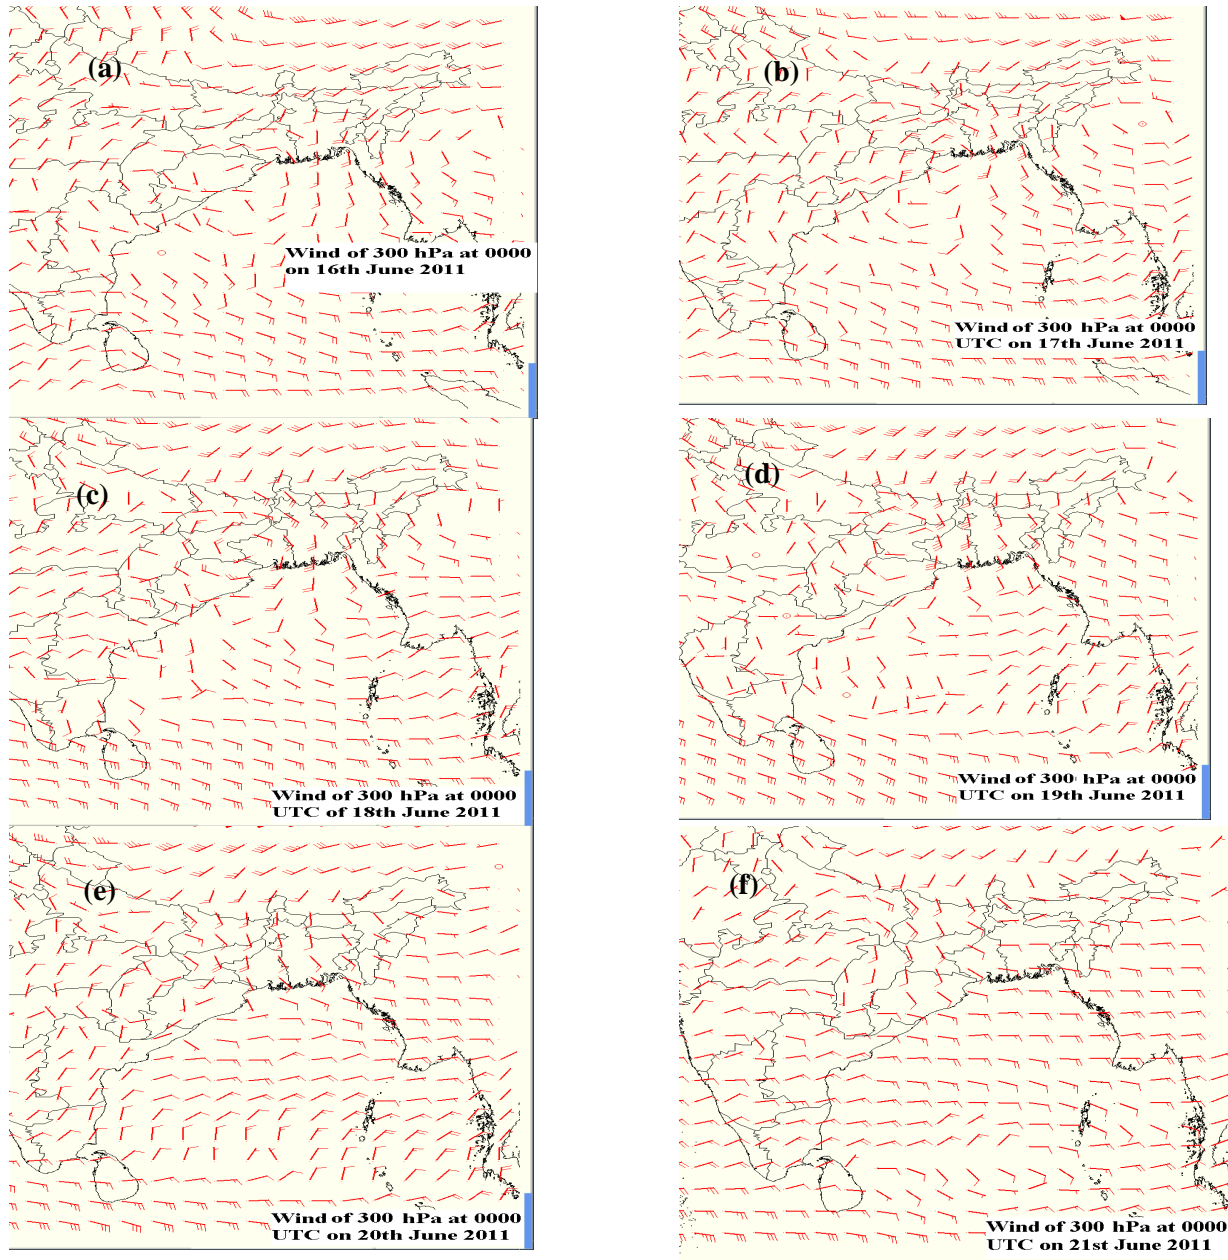 (a)
Wind of 300 hPa at 0000
on 16th June 2011
(b)
Wind of 300 hPa at 0000
UTC on 17th June 2011
(c)
Wind of 300 hPa at 0000
UTC of 18th June 2011
(d)
Wind of 300 hPa at 0000
UTC on 19th June 2011
(e)
Wind of 300 hPa at 0000
UTC on 20th June 2011
(f)
Wind of 300 hPa at 0000
UTC on 21st June 2011